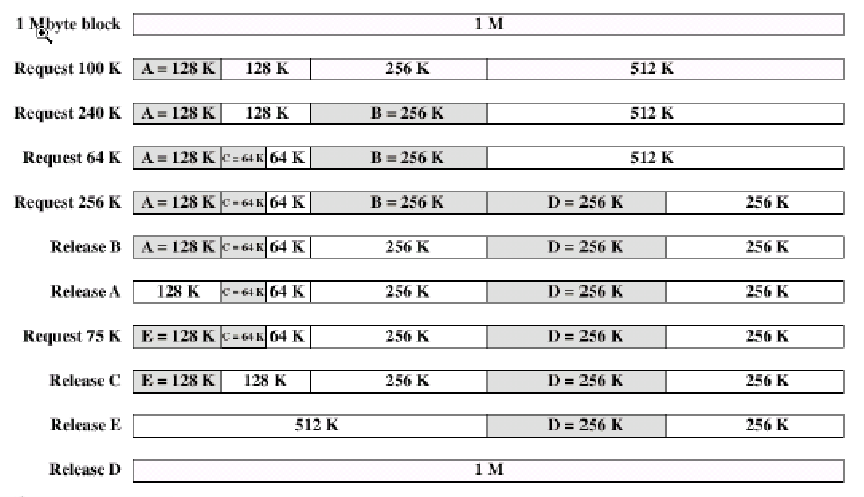 1 Mbyte block 1 M
Request 100 K A = 128 K 128 K 256 K 512 K
Request 240 K A = 128 K 128 K B = 256 K 512 K
Request 64 K A = 128 K C = 64 K 64 K B = 256 K 512 K
Request 256 K A = 128 K C = 64 K 64 K B = 256 K D = 256 K 256 K
Release B A = 128 K C = 64 K 64 K 256 K D = 256 K 256 K
Release A 128 K C = 64 K 64 K 256 K D = 256 K 256 K
Request 75 K E = 128 K C = 64 K 64 K 256 K D = 256 K 256 K
Release C E = 128 K 128 K 256 K D = 256 K 256 K
Release E 512 K D = 256 K 256 K
Release D 1 M